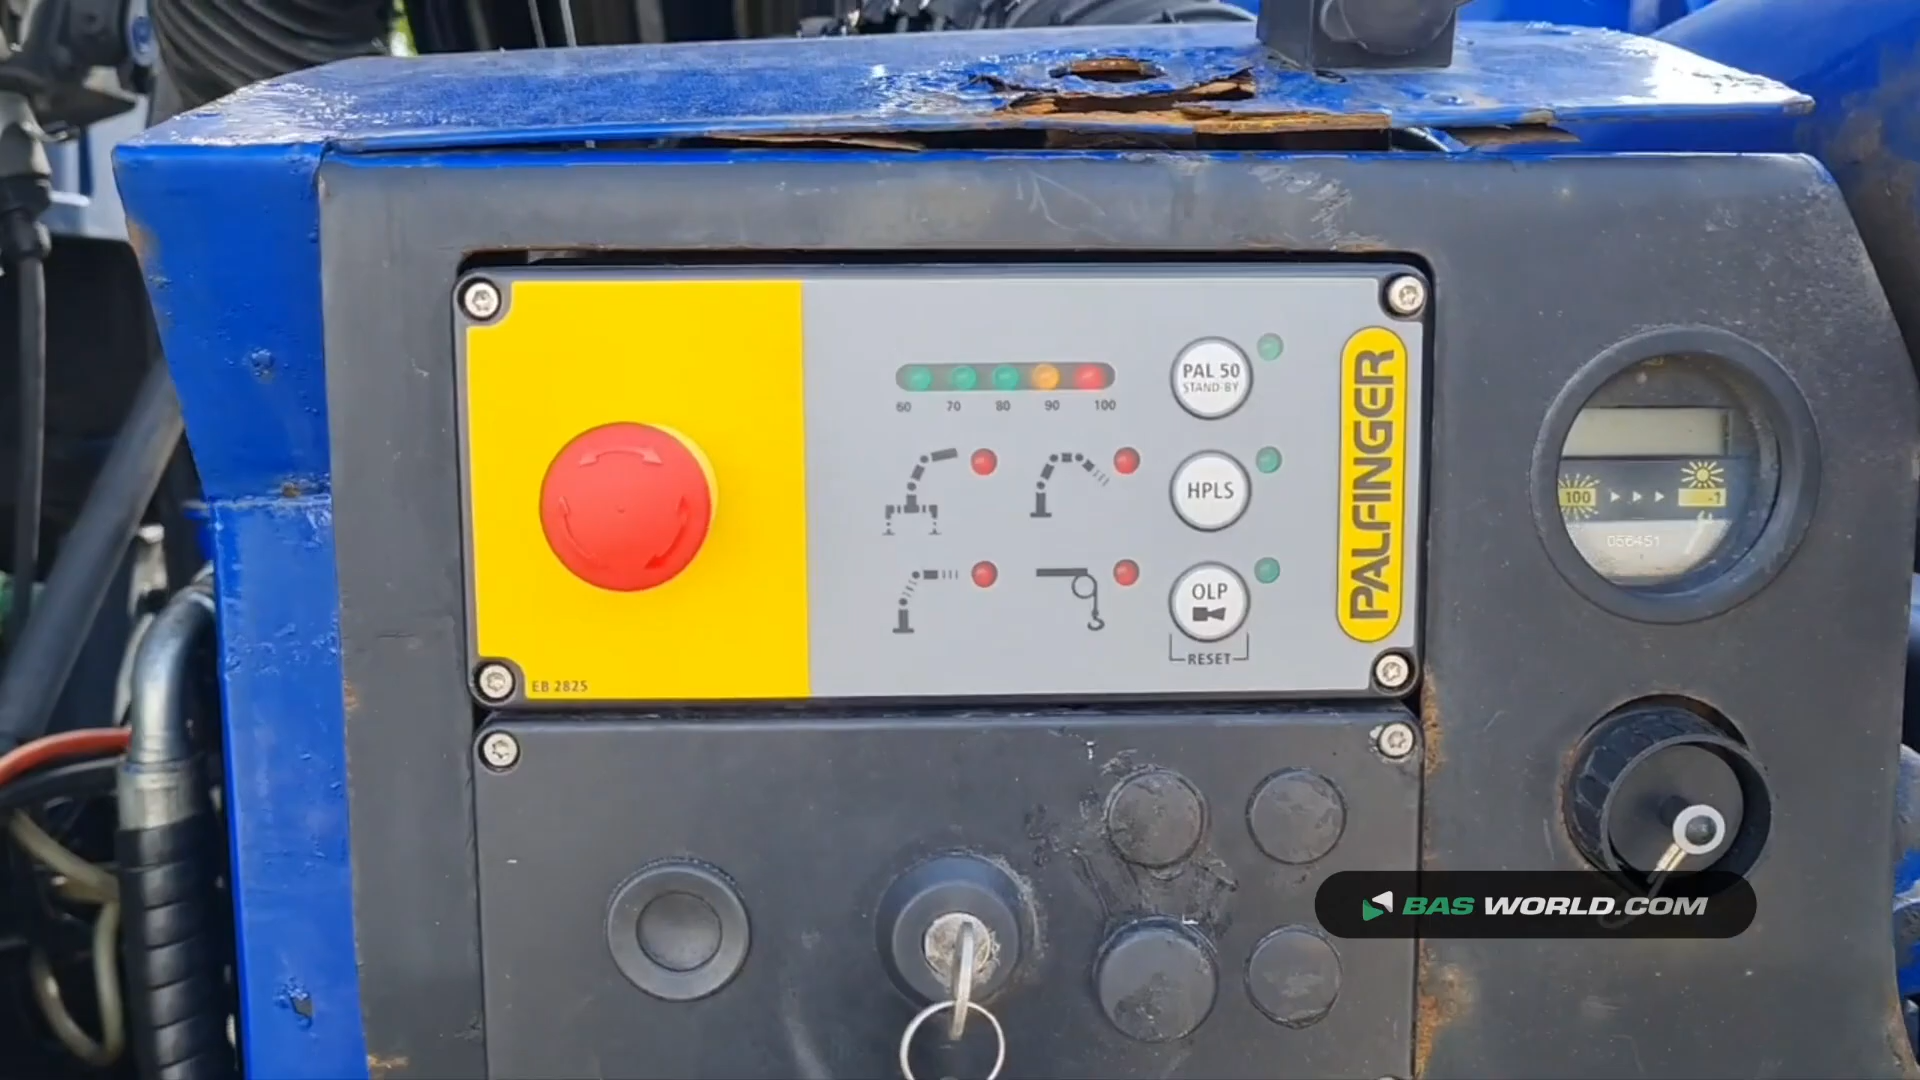 60 70 80 90 100
PAL 50
STAND-BY
HPLS
OLP
RESET
PALFINGER
EB 2825
100
-1
056451
BAS WORLD.COM